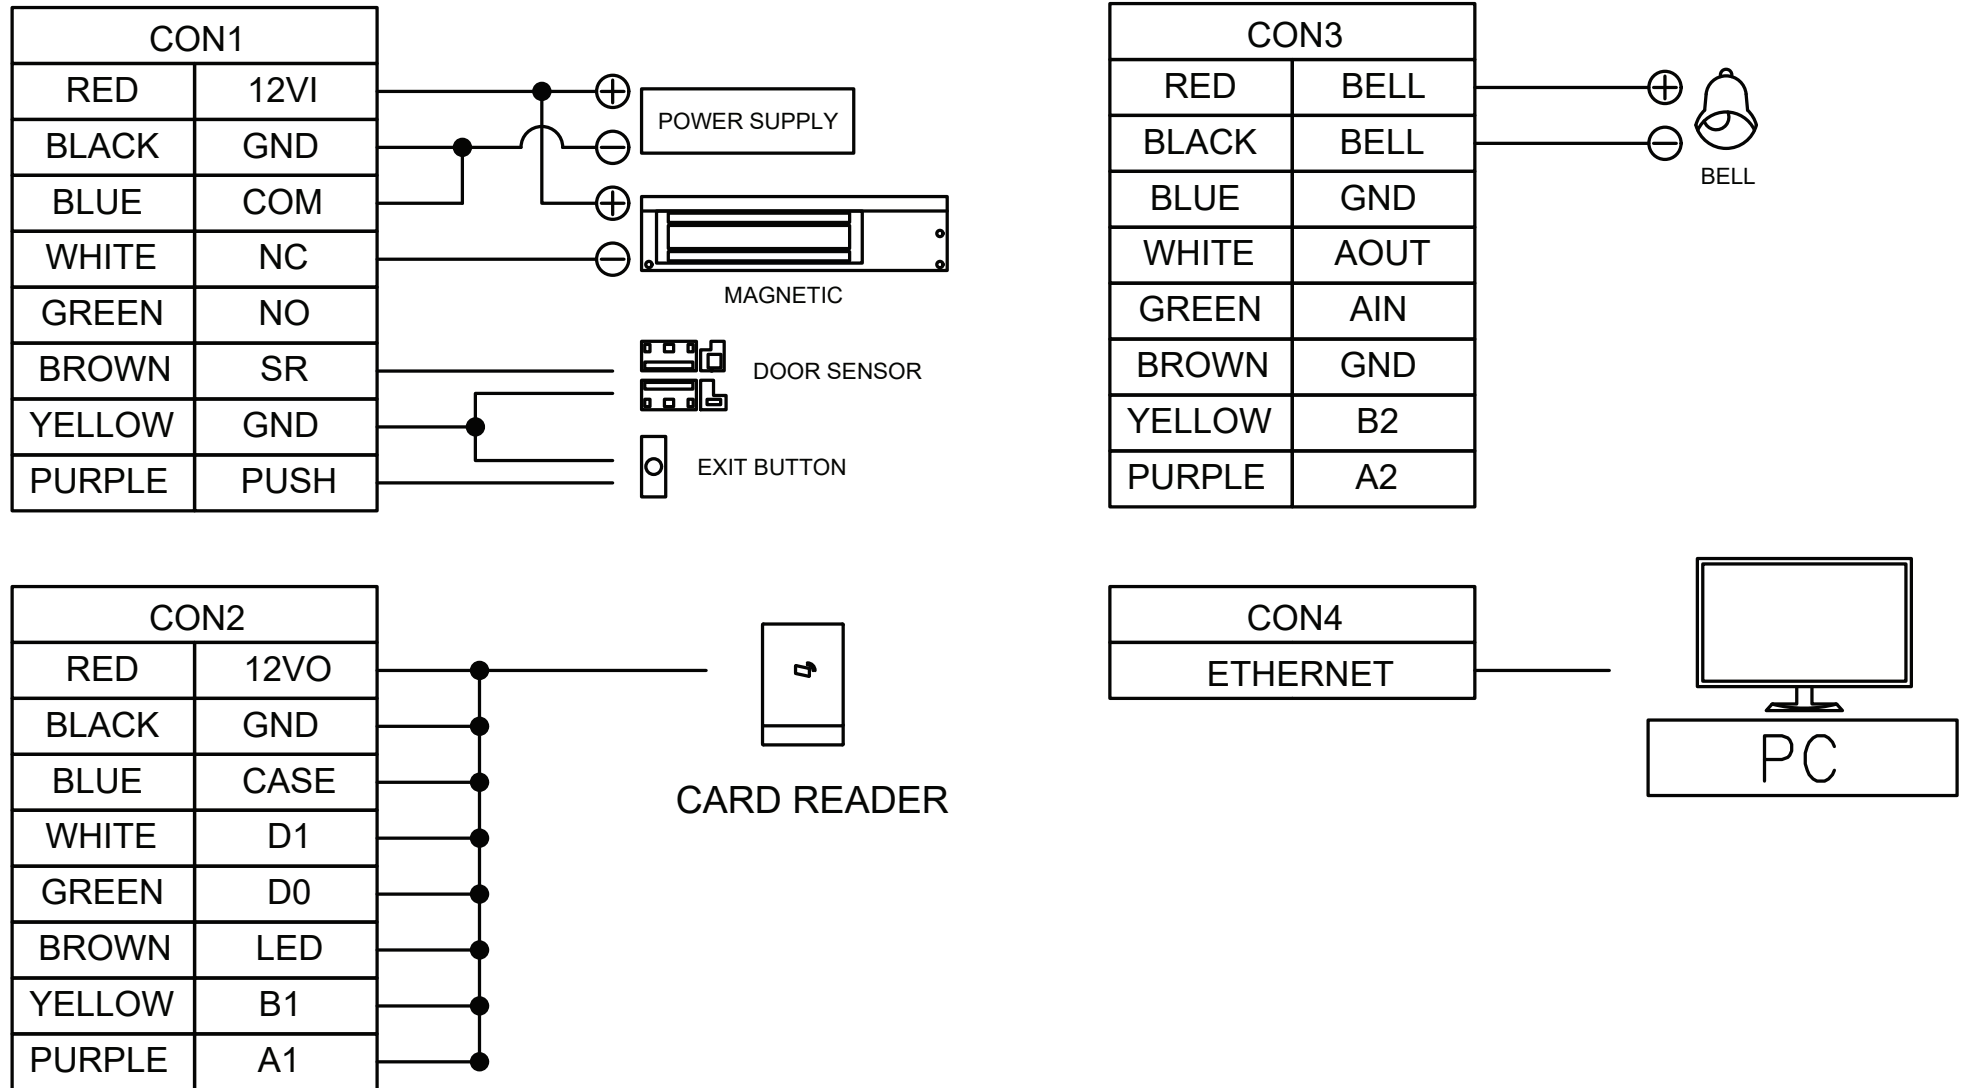 CON1
RED 12VI
BLACK GND
BLUE COM
WHITE NC
GREEN NO
BROWN SR
YELLOW GND
PURPLE PUSH
POWER SUPPLY
MAGNETIC
DOOR SENSOR
EXIT BUTTON
CON3
RED BELL
BLACK BELL
BLUE GND
WHITE AOUT
GREEN AIN
BROWN GND
YELLOW B2
PURPLE A2
BELL
CON2
RED 12VO
BLACK GND
BLUE CASE
WHITE D1
GREEN D0
BROWN LED
YELLOW B1
PURPLE A1
CARD READER
CON4
ETHERNET
PC